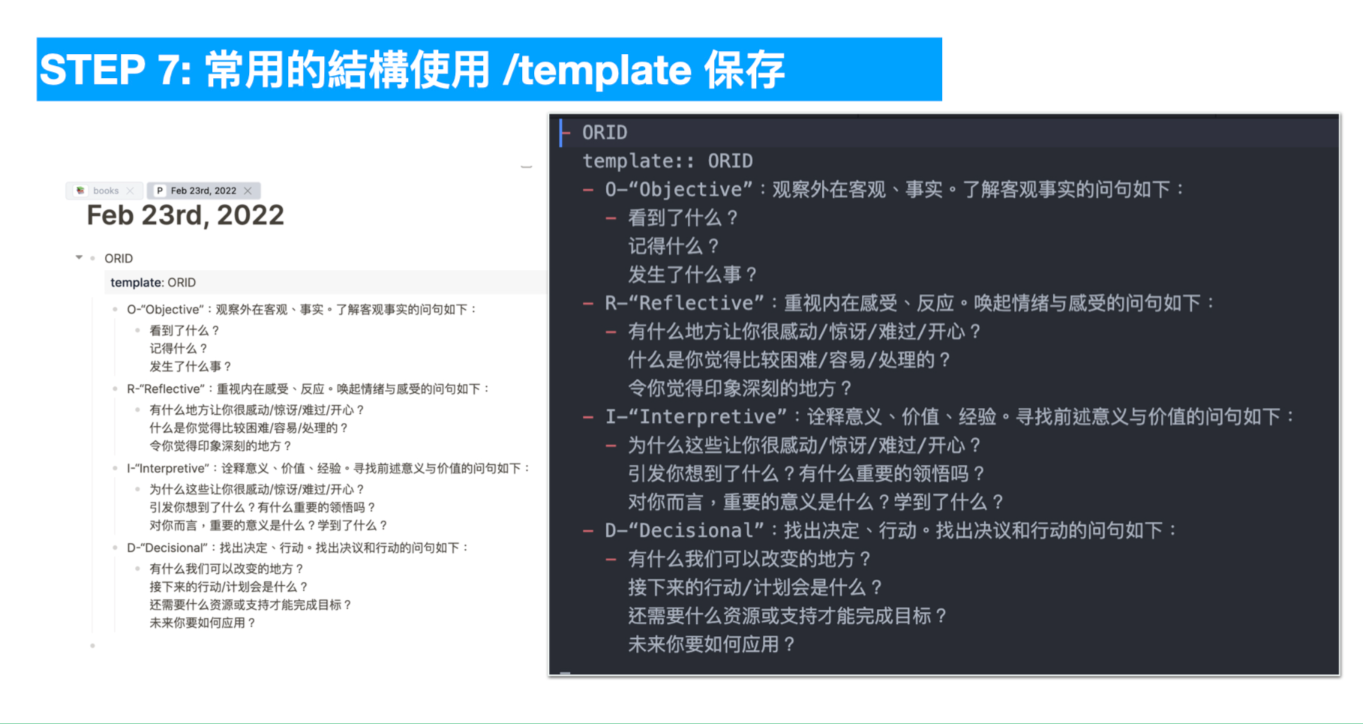 STEP 7: 常用的結構使用 /template 保存
books
Feb 23rd, 2022
Feb 23rd, 2022
ORID
template: ORID
O-“Objective”：观察外在客观、事实。了解客观事实的问句如下：
看到了什么？
记得什么？
发生了什么事？
R-“Reflective”：重视内在感受、反应。唤起情绪与感受的问句如下：
有什么地方让你很感动/惊讶/难过/开心？
什么是你觉得比较困难/容易/处理的？
令你觉得印象深刻的地方？
I-“Interpretive”：诠释意义、价值、经验。寻找前述意义与价值的问句如下：
为什么这些让你很感动/惊讶/难过/开心？
引发你想到了什么？有什么重要的领悟吗？
对你而言，重要的意义是什么？学到了什么？
D-“Decisional”：找出决定、行动。找出决议和行动的问句如下：
有什么我们可以改变的地方？
接下来的行动/计划会是什么？
还需要什么资源或支持才能完成目标？
未来你要如何应用？
- ORID
template:: ORID
- O-“Objective”：观察外在客观、事实。了解客观事实的问句如下：
- 看到了什么？
记得什么？
发生了什么事？
- R-“Reflective”：重视内在感受、反应。唤起情绪与感受的问句如下：
- 有什么地方让你很感动/惊讶/难过/开心？
什么是你觉得比较困难/容易/处理的？
令你觉得印象深刻的地方？
- I-“Interpretive”：诠释意义、价值、经验。寻找前述意义与价值的问句如下：
- 为什么这些让你很感动/惊讶/难过/开心？
引发你想到了什么？有什么重要的领悟吗？
对你而言，重要的意义是什么？学到了什么？
- D-“Decisional”：找出决定、行动。找出决议和行动的问句如下：
- 有什么我们可以改变的地方？
接下来的行动/计划会是什么？
还需要什么资源或支持才能完成目标？
未来你要如何应用？